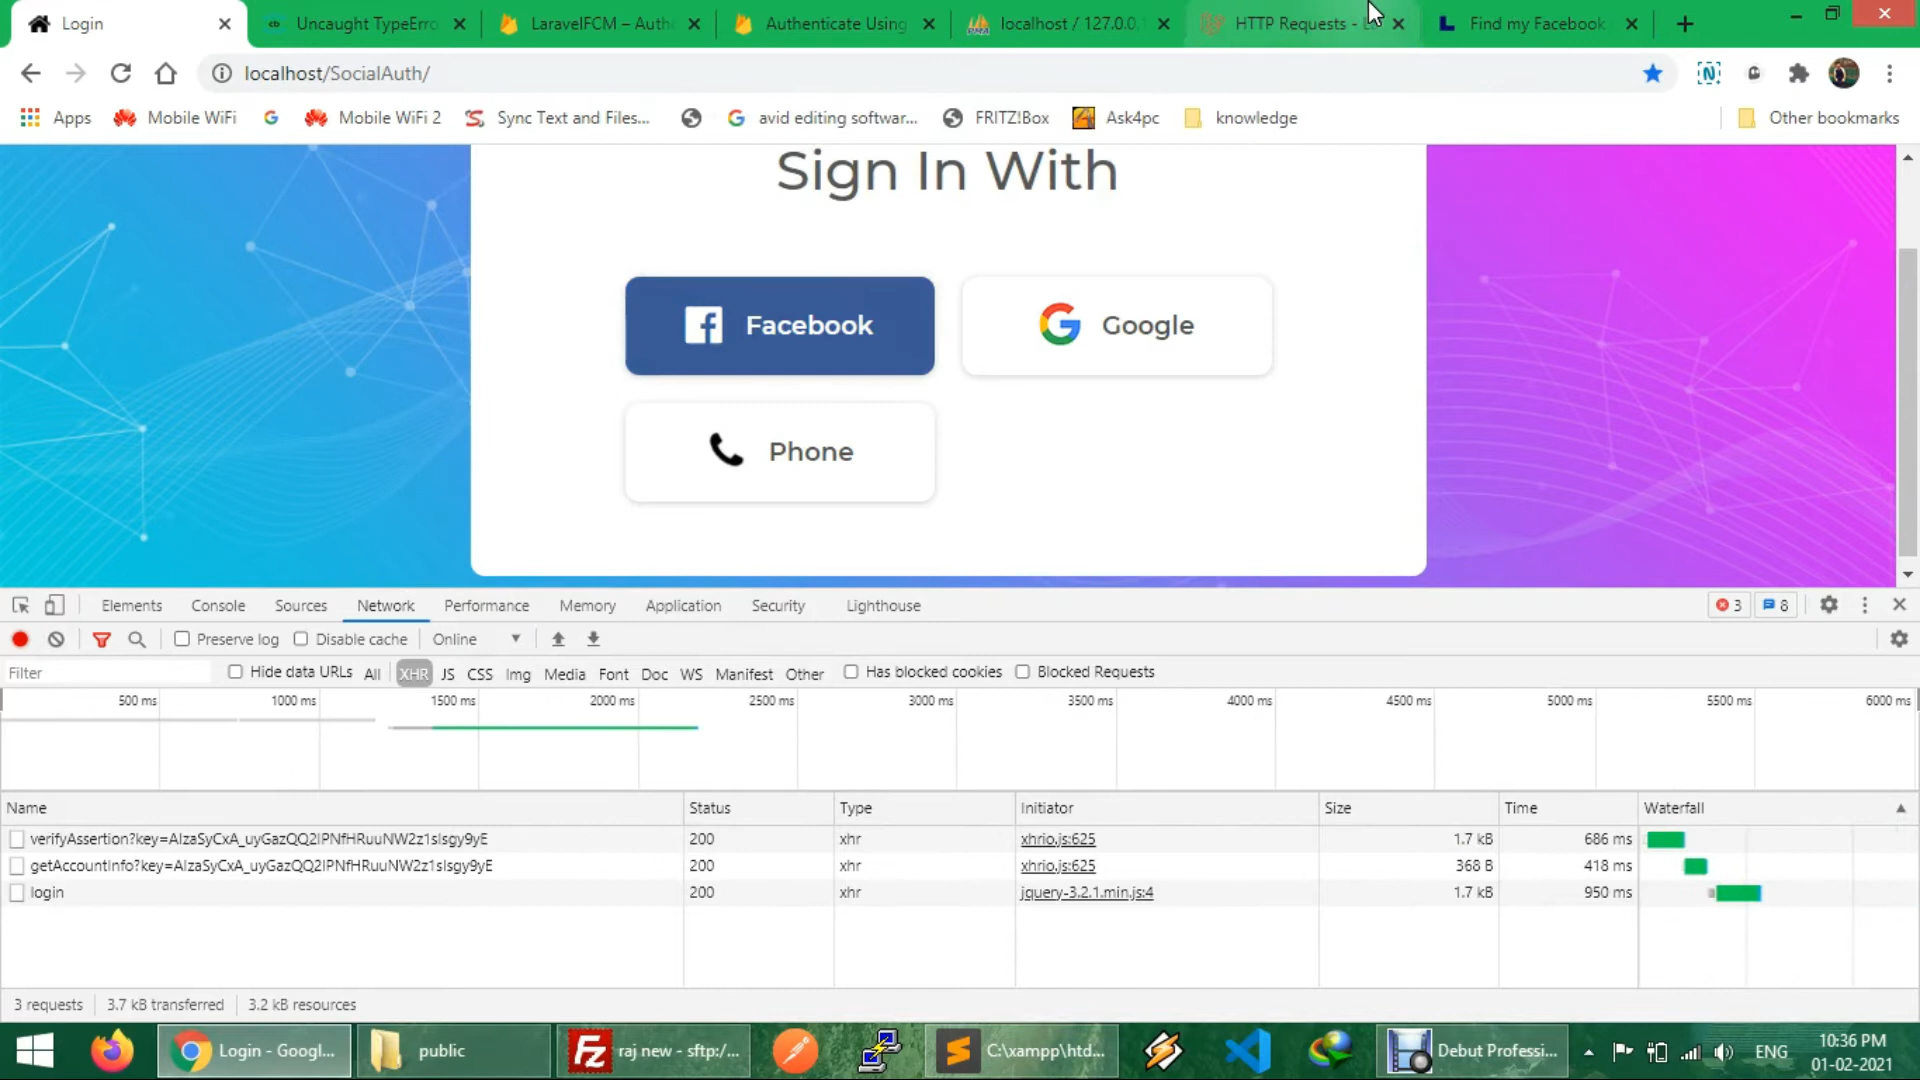 Login
Uncaught TypeErro
LaravelFCM – Auth
Authenticate Using
localhost / 127.0.0.1
HTTP Requests - L
Find my Facebook
localhost/SocialAuth/
Apps
Mobile WiFi
Mobile WiFi 2
Sync Text and Files...
avid editing softwar...
FRITZ!Box
Ask4pc
knowledge
Other bookmarks
Sign In With
Facebook
Google
Phone
Elements Console Sources Network Performance Memory Application Security Lighthouse 3 8
Preserve log Disable cache Online
Filter Hide data URLs All XHR JS CSS Img Media Font Doc WS Manifest Other Has blocked cookies Blocked Requests
500 ms 1000 ms 1500 ms 2000 ms 2500 ms 3000 ms 3500 ms 4000 ms 4500 ms 5000 ms 5500 ms 6000 ms
Name Status Type Initiator Size Time Waterfall
verifyAssertion?key=AIzaSyCxA_uyGazQQ2IPNfHRuuNW2z1sIsgy9yE 200 xhr xhrio.js:625 1.7 kB 686 ms
getAccountInfo?key=AIzaSyCxA_uyGazQQ2IPNfHRuuNW2z1sIsgy9yE 200 xhr xhrio.js:625 368 B 418 ms
login 200 xhr jquery-3.2.1.min.js:4 1.7 kB 950 ms
3 requests 3.7 kB transferred 3.2 kB resources
Login - Googl...
public
raj new - sftp:/...
C:\xampp\htd...
Debut Professi...
ENG
10:36 PM
01-02-2021